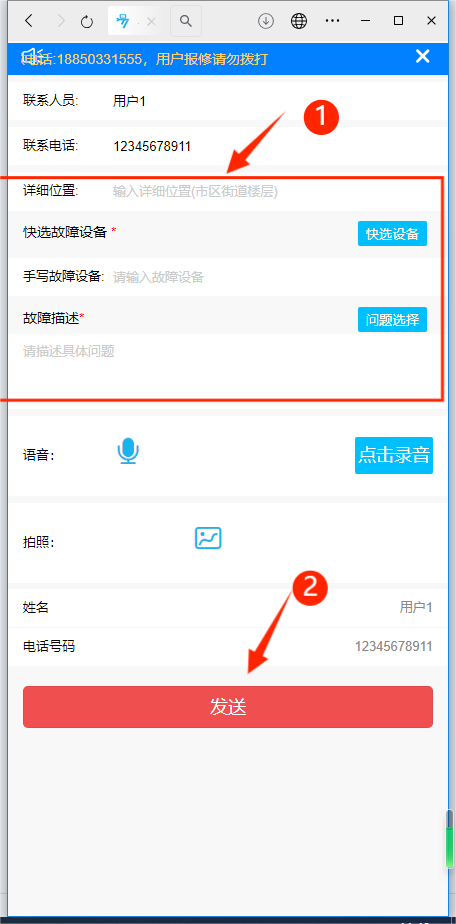 电话:18850331555，用户报修请勿拨打
联系人员: 用户1
1
联系电话: 12345678911
详细位置: 输入详细位置(市区街道楼层)
快选故障设备 * 快选设备
手写故障设备: 请输入故障设备
故障描述* 问题选择
请描述具体问题
语音: 点击录音
拍照:
2
姓名 用户1
电话号码 12345678911
发送